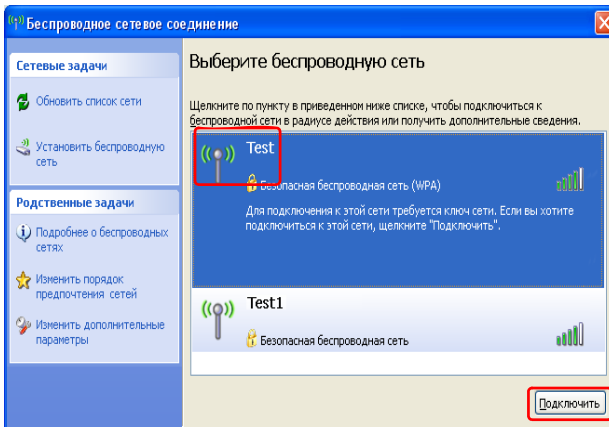 Беспроводное сетевое соединение
Сетевые задачи
Обновить список сети
Установить беспроводную
сеть
Родственные задачи
Подробнее о беспроводных
сетях
Изменить порядок
предпочтения сетей
Изменить дополнительные
параметры
Выберите беспроводную сеть
Щелкните по пункту в приведенном ниже списке, чтобы подключиться к
беспроводной сети в радиусе действия или получить дополнительные сведения.
Test
Безопасная беспроводная сеть (WPA)
Для подключения к этой сети требуется ключ сети. Если вы хотите
подключиться к этой сети, щелкните "Подключить".
Test1
Безопасная беспроводная сеть
Подключить